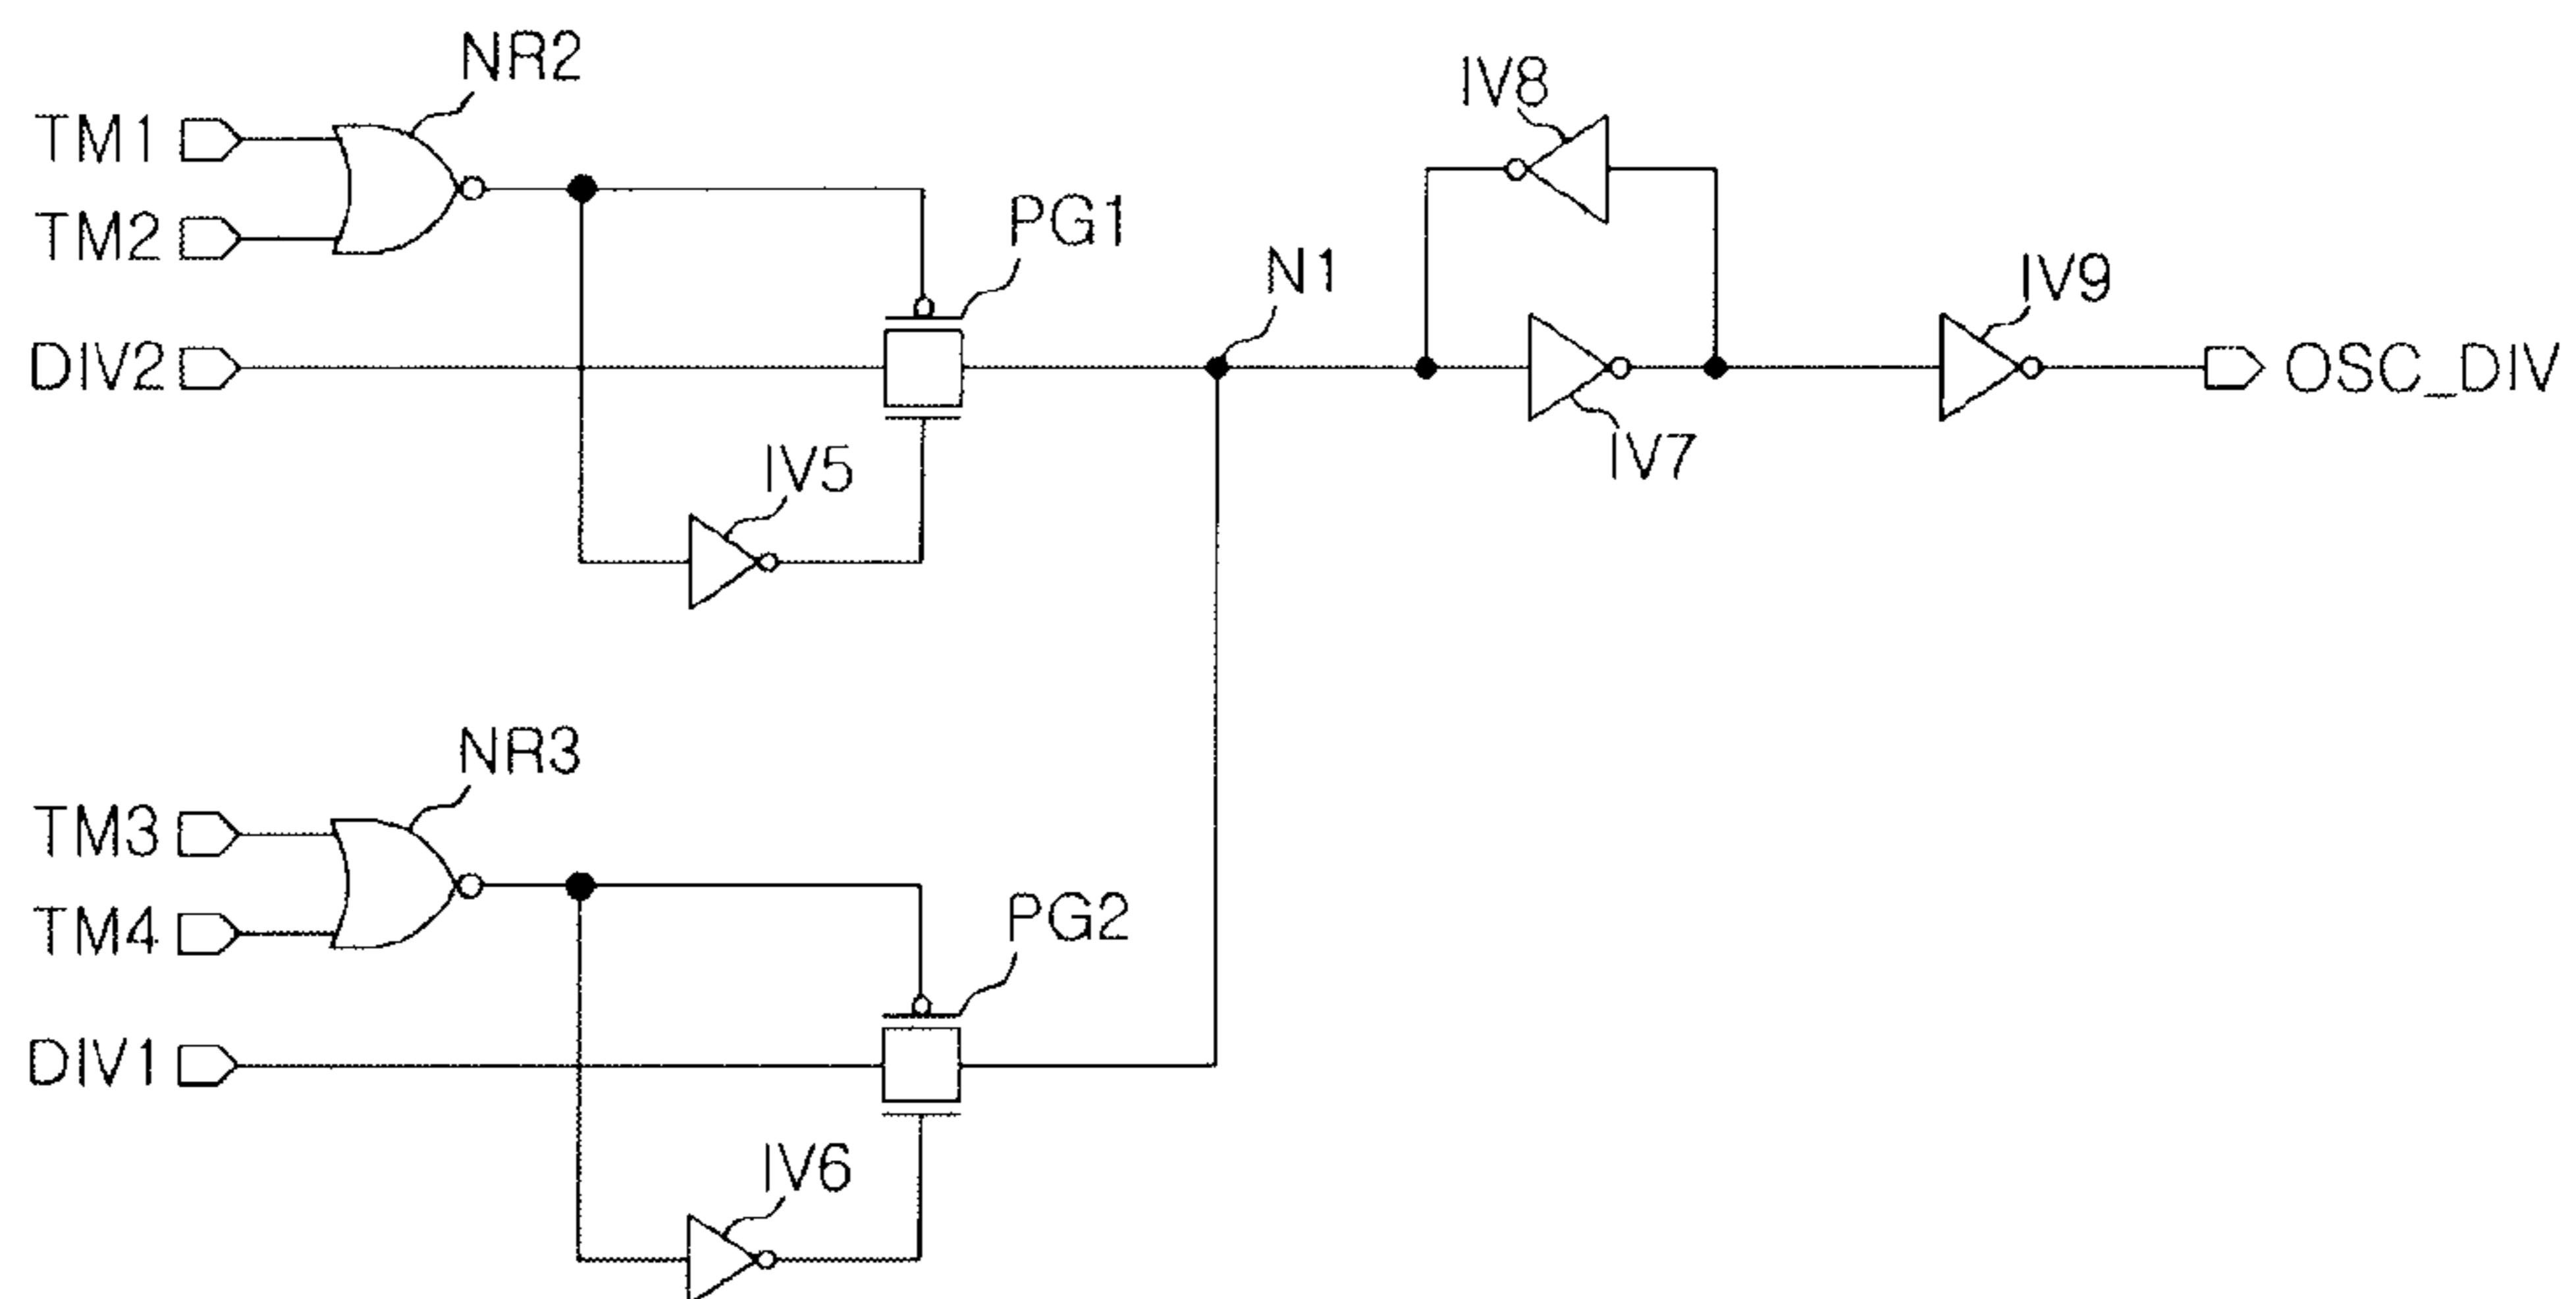 NR2
TM1
TM2
PG1
DIV2
IV5
N1
IV8
IV7
IV9
OSC_DIV
NR3
TM3
TM4
PG2
DIV1
IV6